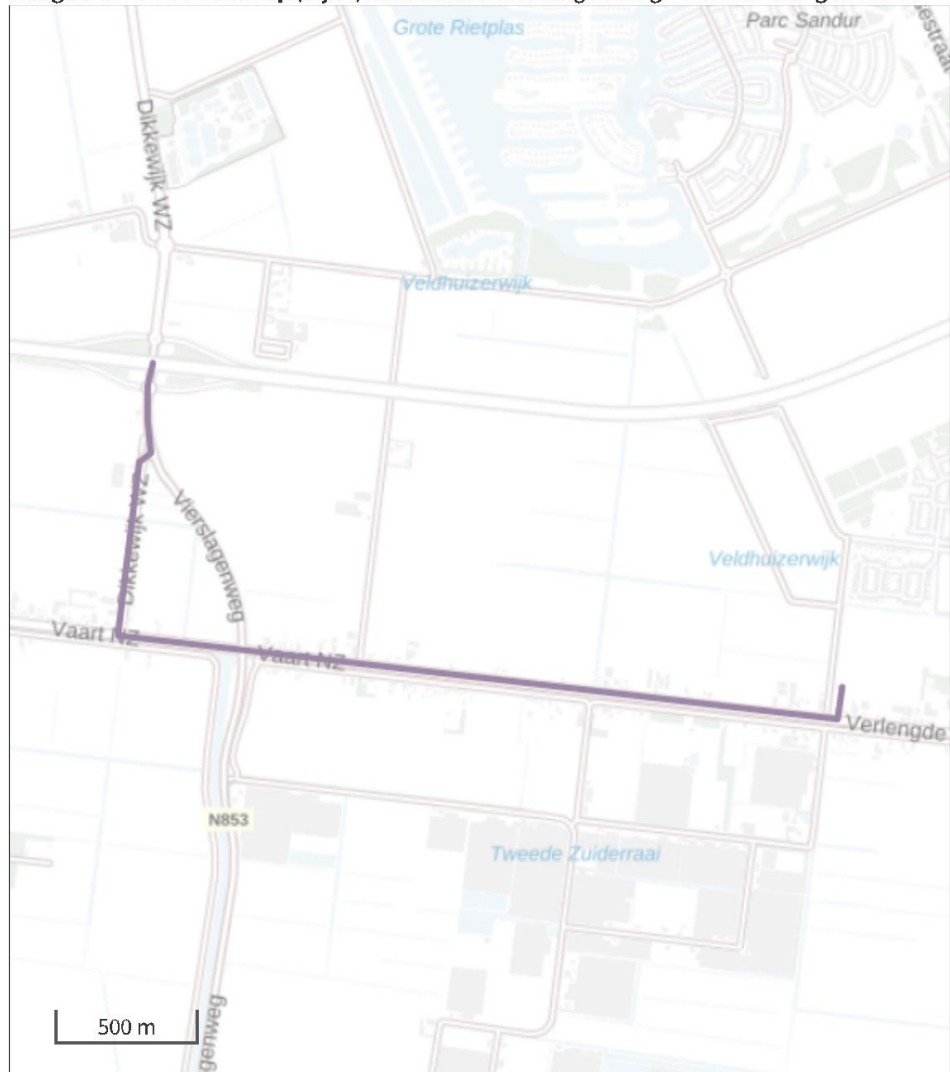 Grote Rietplas
Parc Sandur
Dikkewijk WZ
Veldhuizerwijk
Vierslagenweg
Dikkewijk WZ
Veldhuizerwijk
Vaart NZ
Vaart NZ
Verlengde
N853
Tweede Zuiderraai
500 m
genweg